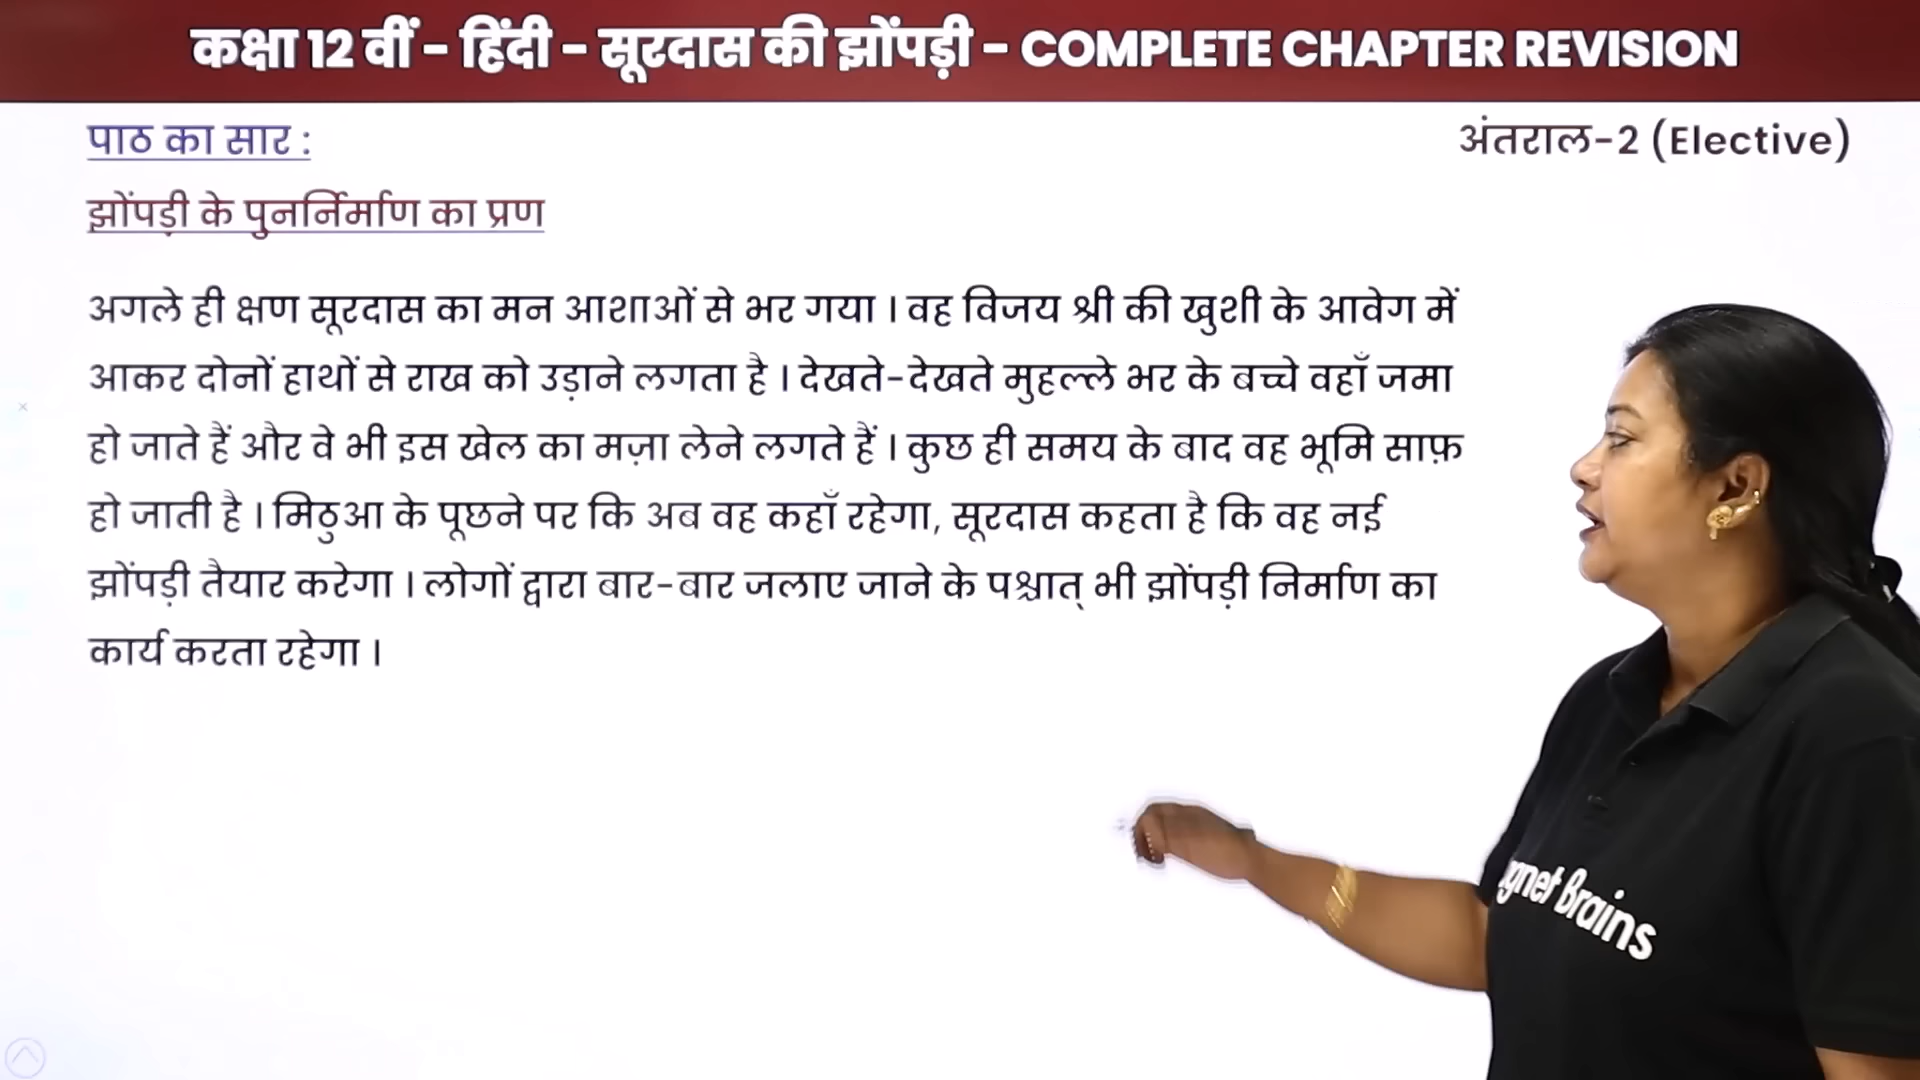 कक्षा 12 वीं – हिंदी – सूरदास की झोंपड़ी – COMPLETE CHAPTER REVISION
पाठ का सार :
अंतराल-2 (Elective)
झोंपड़ी के पुनर्निर्माण का प्रण
अगले ही क्षण सूरदास का मन आशाओं से भर गया । वह विजय श्री की खुशी के आवेग में
आकर दोनों हाथों से राख को उड़ाने लगता है । देखते-देखते मुहल्ले भर के बच्चे वहाँ जमा
हो जाते हैं और वे भी इस खेल का मज़ा लेने लगते हैं । कुछ ही समय के बाद वह भूमि साफ़
हो जाती है । मिठुआ के पूछने पर कि अब वह कहाँ रहेगा, सूरदास कहता है कि वह नई
झोंपड़ी तैयार करेगा । लोगों द्वारा बार-बार जलाए जाने के पश्चात् भी झोंपड़ी निर्माण का
कार्य करता रहेगा ।
gnet Brains